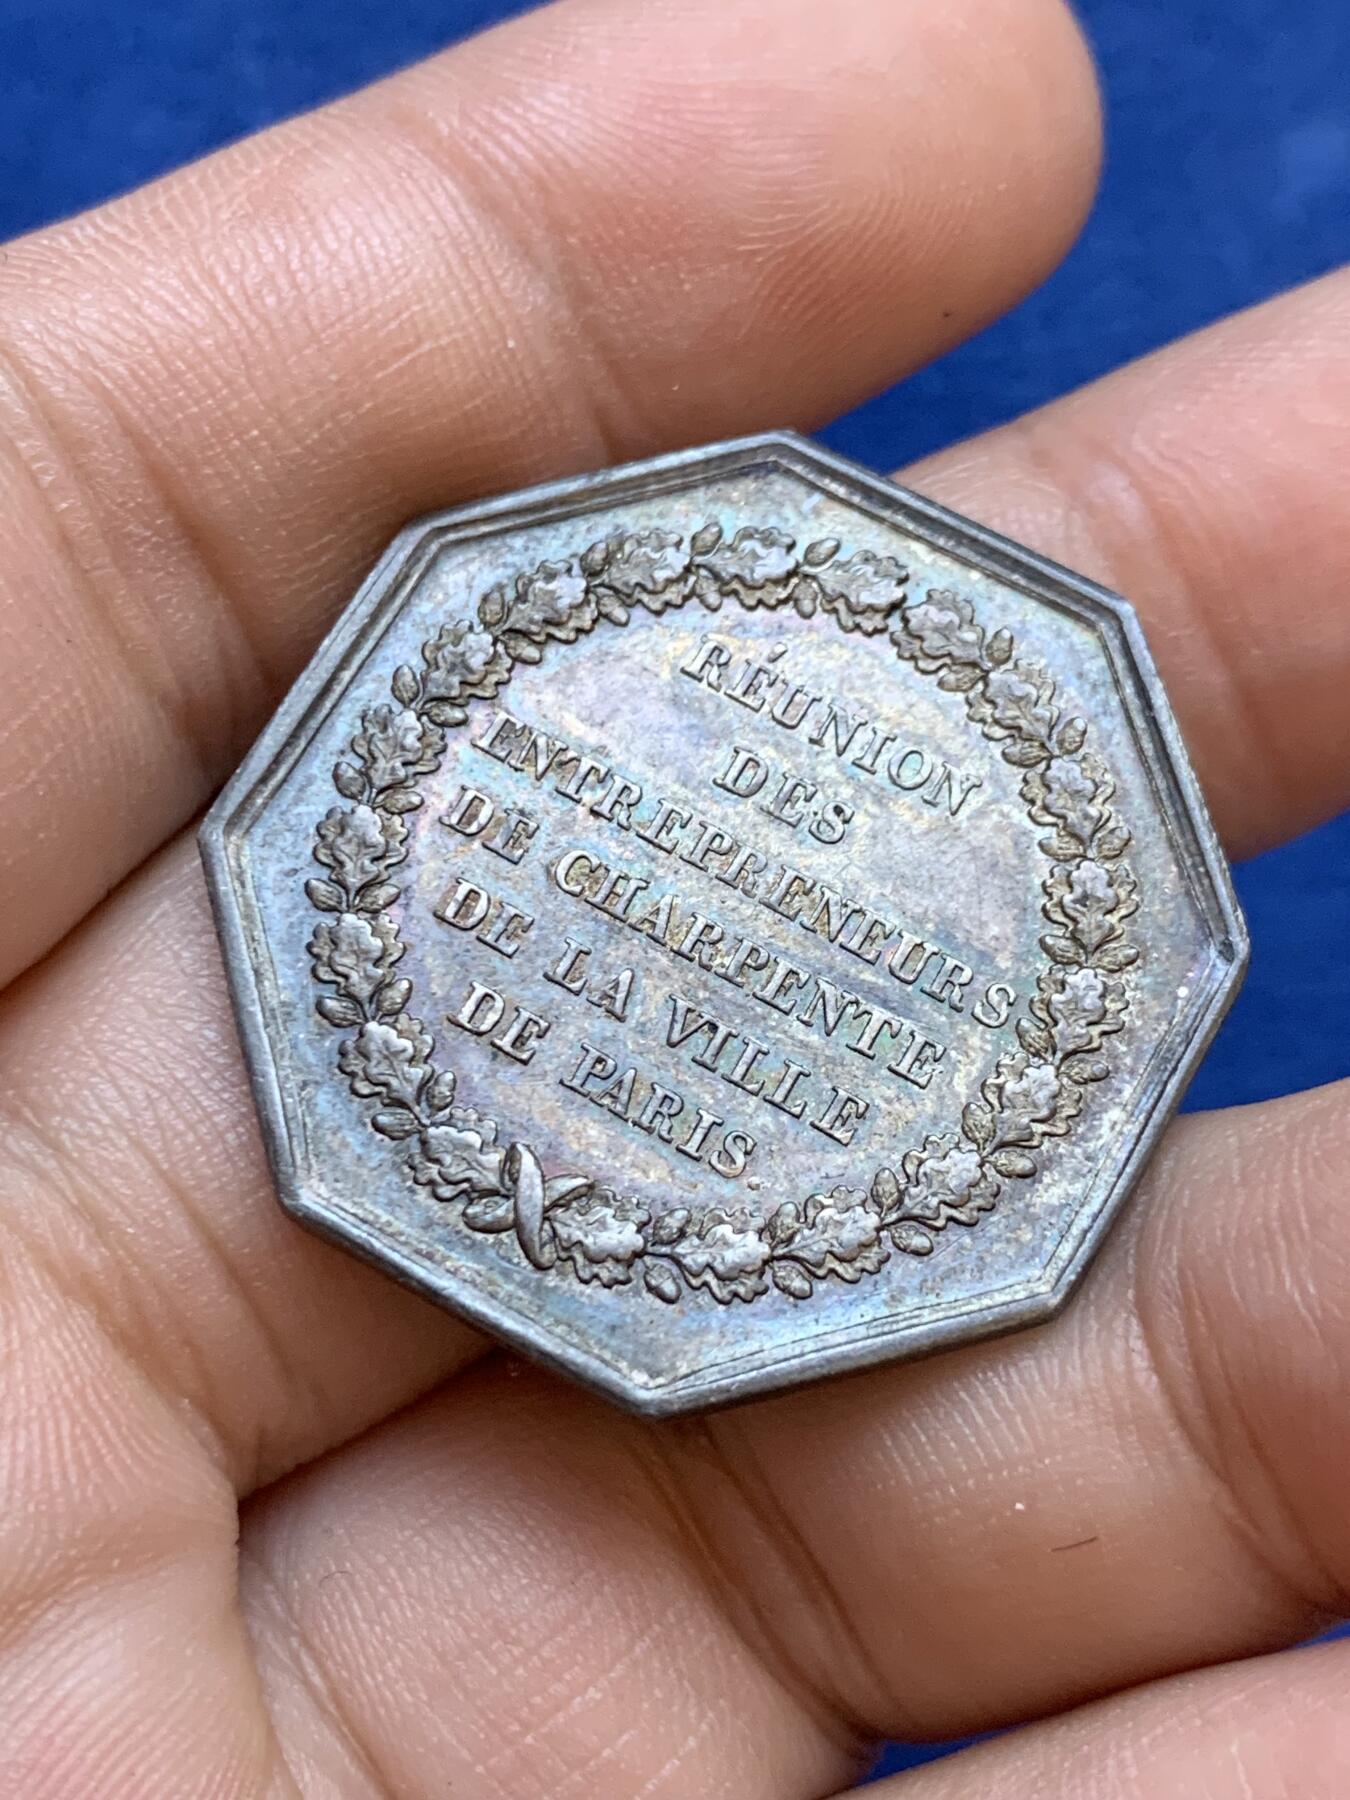 RÉUNION
DES
ENTREPRENEURS
DE CHARPENTE
DE LA VILLE
DE PARIS.